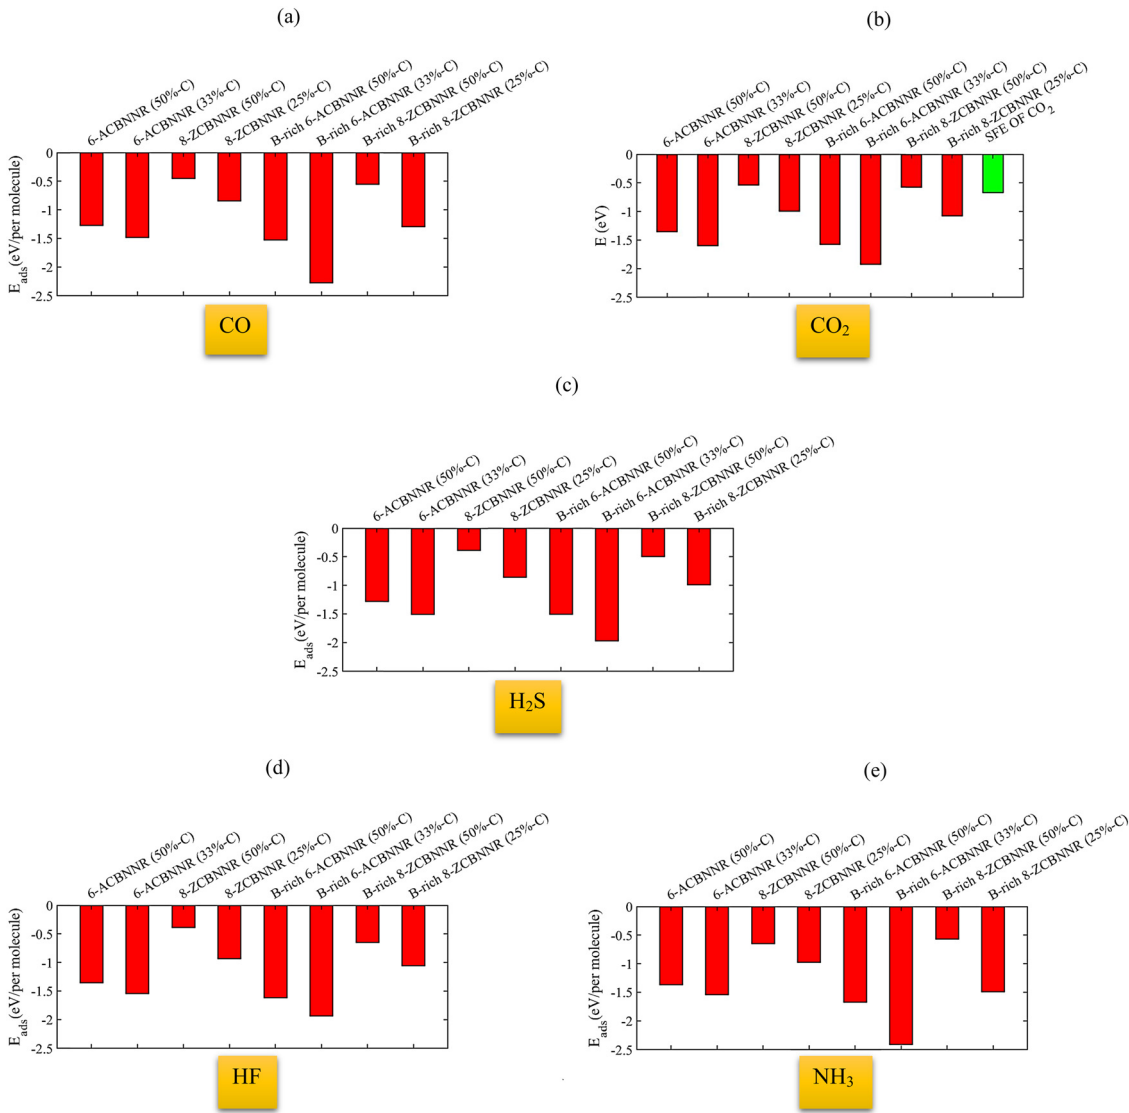 (a)
6-ACBNNR (50%-C)
6-ACBNNR (33%-C)
8-ZCBNNR (50%-C)
8-ZCBNNR (25%-C)
B-rich 6-ACBNNR (50%-C)
B-rich 6-ACBNNR (33%-C)
B-rich 8-ZCBNNR (50%-C)
B-rich 8-ZCBNNR (25%-C)
E_ads(eV/per molecule)
0
-0.5
-1
-1.5
-2
-2.5
CO
(b)
6-ACBNNR (50%-C)
6-ACBNNR (33%-C)
8-ZCBNNR (50%-C)
8-ZCBNNR (25%-C)
B-rich 6-ACBNNR (50%-C)
B-rich 6-ACBNNR (33%-C)
B-rich 8-ZCBNNR (50%-C)
B-rich 8-ZCBNNR (25%-C)
SFE OF CO₂
E (eV)
0
-0.5
-1
-1.5
-2
-2.5
CO₂
(c)
6-ACBNNR (50%-C)
6-ACBNNR (33%-C)
8-ZCBNNR (50%-C)
8-ZCBNNR (25%-C)
B-rich 6-ACBNNR (50%-C)
B-rich 6-ACBNNR (33%-C)
B-rich 8-ZCBNNR (50%-C)
B-rich 8-ZCBNNR (25%-C)
E_ads(eV/per molecule)
0
-0.5
-1
-1.5
-2
-2.5
H₂S
(d)
6-ACBNNR (50%-C)
6-ACBNNR (33%-C)
8-ZCBNNR (50%-C)
8-ZCBNNR (25%-C)
B-rich 6-ACBNNR (50%-C)
B-rich 6-ACBNNR (33%-C)
B-rich 8-ZCBNNR (50%-C)
B-rich 8-ZCBNNR (25%-C)
E_ads(eV/per molecule)
0
-0.5
-1
-1.5
-2
-2.5
HF
(e)
6-ACBNNR (50%-C)
6-ACBNNR (33%-C)
8-ZCBNNR (50%-C)
8-ZCBNNR (25%-C)
B-rich 6-ACBNNR (50%-C)
B-rich 6-ACBNNR (33%-C)
B-rich 8-ZCBNNR (50%-C)
B-rich 8-ZCBNNR (25%-C)
E_ads(eV/per molecule)
0
-0.5
-1
-1.5
-2
-2.5
NH₃